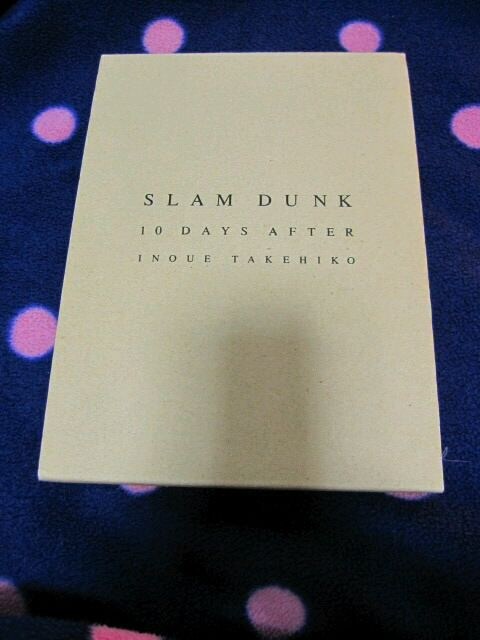 SLAM DUNK
10 DAYS AFTER
INOUE TAKEHIKO